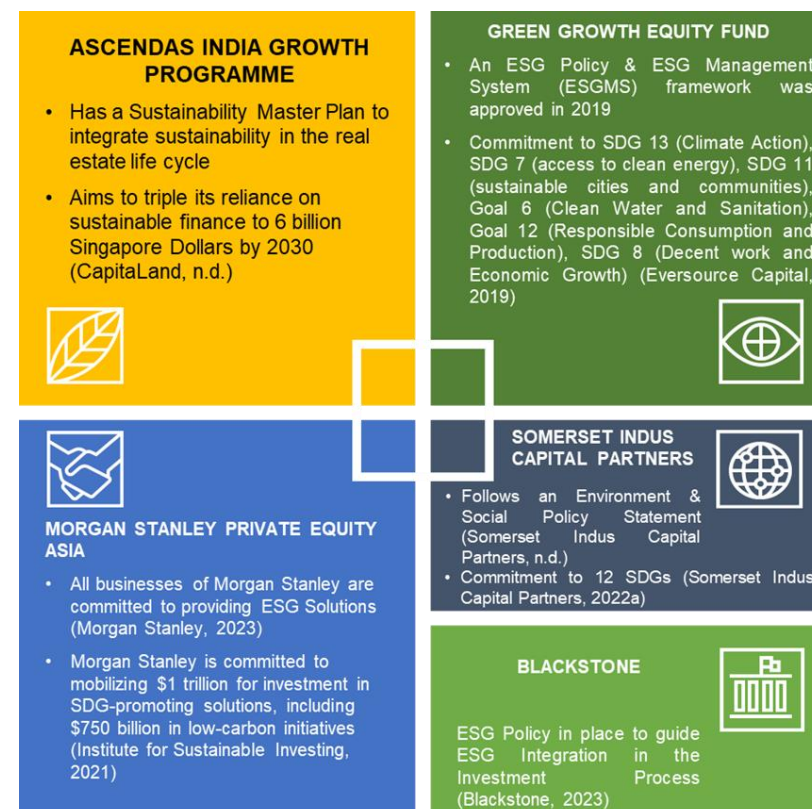 ASCENDAS INDIA GROWTH
PROGRAMME
• Has a Sustainability Master Plan to
integrate sustainability in the real
estate life cycle
• Aims to triple its reliance on
sustainable finance to 6 billion
Singapore Dollars by 2030
(CapitaLand, n.d.)
GREEN GROWTH EQUITY FUND
• An ESG Policy & ESG Management
System (ESGMS) framework was
approved in 2019
• Commitment to SDG 13 (Climate Action),
SDG 7 (access to clean energy), SDG 11
(sustainable cities and communities),
Goal 6 (Clean Water and Sanitation),
Goal 12 (Responsible Consumption and
Production), SDG 8 (Decent work and
Economic Growth) (Eversource Capital,
2019)
MORGAN STANLEY PRIVATE EQUITY
ASIA
• All businesses of Morgan Stanley are
committed to providing ESG Solutions
(Morgan Stanley, 2023)
• Morgan Stanley is committed to
mobilizing $1 trillion for investment in
SDG-promoting solutions, including
$750 billion in low-carbon initiatives
(Institute for Sustainable Investing,
2021)
SOMERSET INDUS
CAPITAL PARTNERS
• Follows an Environment &
Social Policy Statement
(Somerset Indus Capital
Partners, n.d.)
• Commitment to 12 SDGs (Somerset Indus
Capital Partners, 2022a)
BLACKSTONE
ESG Policy in place to guide
ESG Integration in the
Investment Process
(Blackstone, 2023)